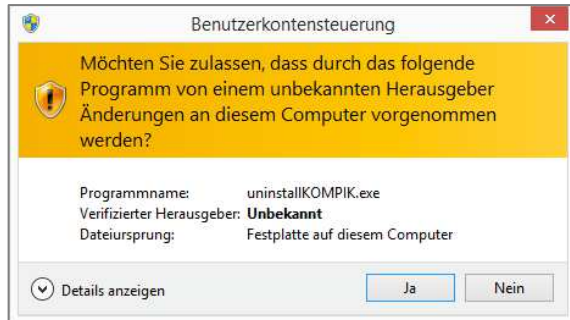 Benutzerkontensteuerung
Möchten Sie zulassen, dass durch das folgende
Programm von einem unbekannten Herausgeber
Änderungen an diesem Computer vorgenommen
werden?
Programmname: uninstallKOMPIK.exe
Verifizierter Herausgeber: Unbekannt
Dateiursprung: Festplatte auf diesem Computer
Details anzeigen Ja Nein